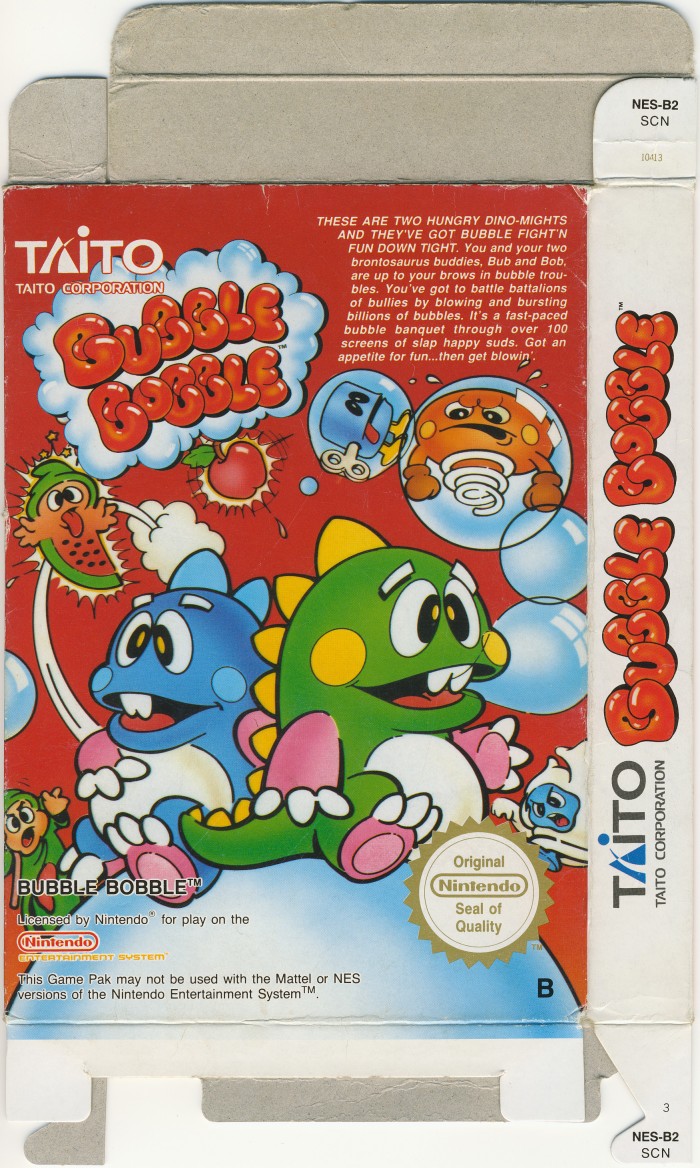 NES-B2
SCN
10413
TAITO
TAITO CORPORATION
BUBBLE
BOBBLE™
THESE ARE TWO HUNGRY DINO-MIGHTS
AND THEY'VE GOT BUBBLE FIGHT'N
FUN DOWN TIGHT. You and your two
brontosaurus buddies, Bub and Bob,
are up to your brows in bubble trou-
bles. You've got to battle battalions
of bullies by blowing and bursting
billions of bubbles. It's a fast-paced
bubble banquet through over 100
screens of slap happy suds. Got an
appetite for fun...then get blowin'.
BUBBLE BOBBLE™
TAITO
TAITO CORPORATION
Original
Nintendo
Seal of
Quality
TM
BUBBLE BOBBLE™
Licensed by Nintendo® for play on the
Nintendo
ENTERTAINMENT SYSTEM™
This Game Pak may not be used with the Mattel or NES
versions of the Nintendo Entertainment System™.
B
3
NES-B2
SCN